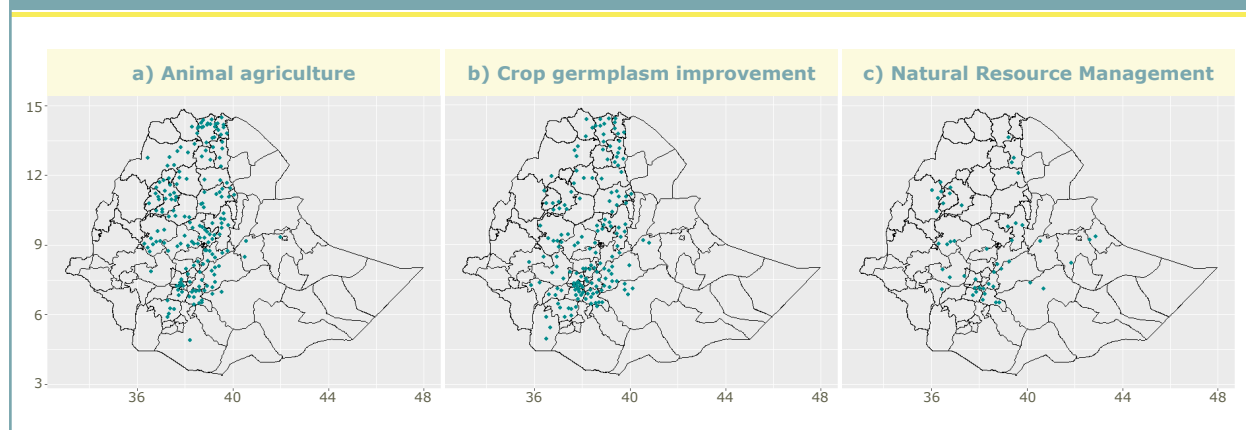 a) Animal agriculture
b) Crop germplasm improvement
c) Natural Resource Management
15
12
9
6
3
36 40 44 48
36 40 44 48
36 40 44 48